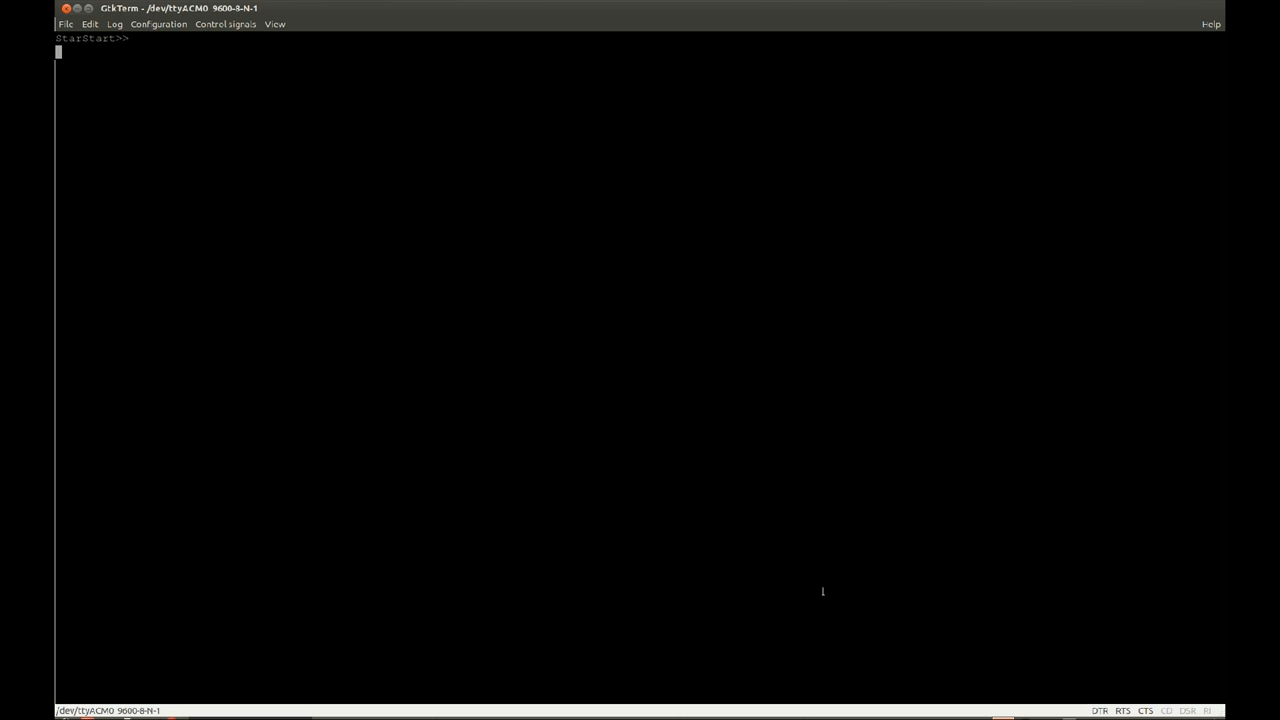 GtkTerm - /dev/ttyACM0 9600-8-N-1
File Edit Log Configuration Control signals View Help
StarStart>>
/dev/ttyACM0 9600-8-N-1 DTR RTS CTS CD DSR RI